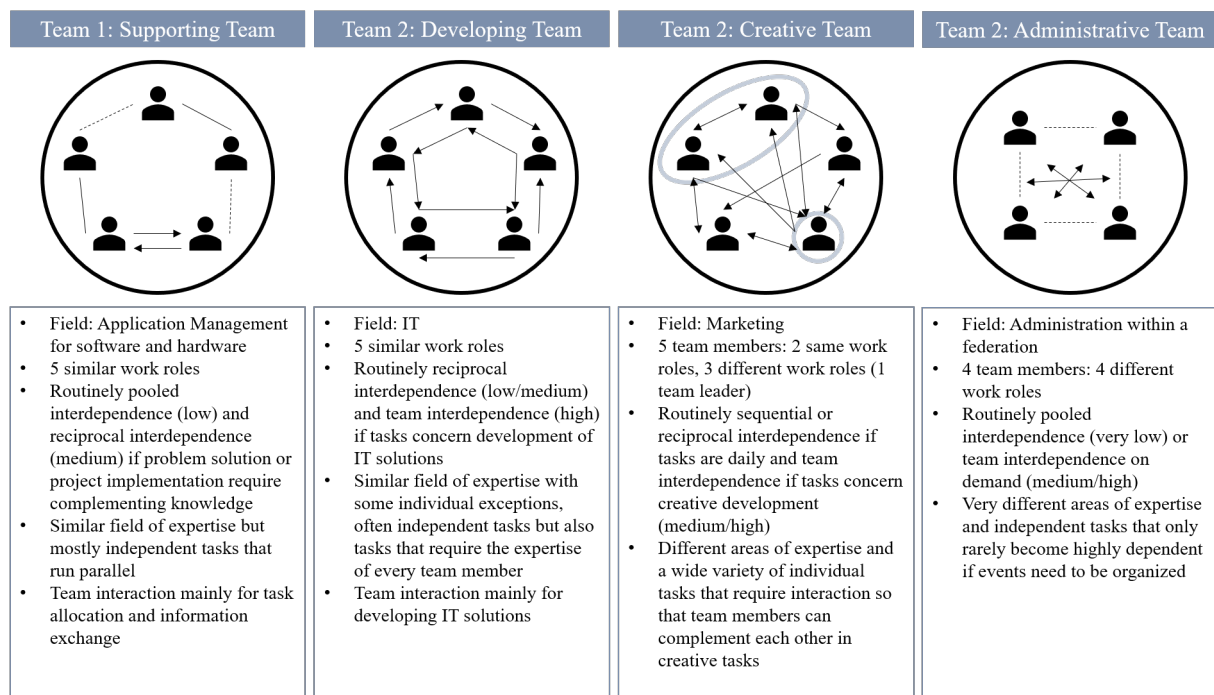 Team 1: Supporting Team
Team 2: Developing Team
Team 2: Creative Team
Team 2: Administrative Team
• Field: Application Management
for software and hardware
• 5 similar work roles
• Routinely pooled
interdependence (low) and
reciprocal interdependence
(medium) if problem solution or
project implementation require
complementing knowledge
• Similar field of expertise but
mostly independent tasks that
run parallel
• Team interaction mainly for task
allocation and information
exchange
• Field: IT
• 5 similar work roles
• Routinely reciprocal
interdependence (low/medium)
and team interdependence (high)
if tasks concern development of
IT solutions
• Similar field of expertise with
some individual exceptions,
often independent tasks but also
tasks that require the expertise
of every team member
• Team interaction mainly for
developing IT solutions
• Field: Marketing
• 5 team members: 2 same work
roles, 3 different work roles (1
team leader)
• Routinely sequential or
reciprocal interdependence if
tasks are daily and team
interdependence if tasks concern
creative development
(medium/high)
• Different areas of expertise and
a wide variety of individual
tasks that require interaction so
that team members can
complement each other in
creative tasks
• Field: Administration within a
federation
• 4 team members: 4 different
work roles
• Routinely pooled
interdependence (very low) or
team interdependence on
demand (medium/high)
• Very different areas of expertise
and independent tasks that only
rarely become highly dependent
if events need to be organized